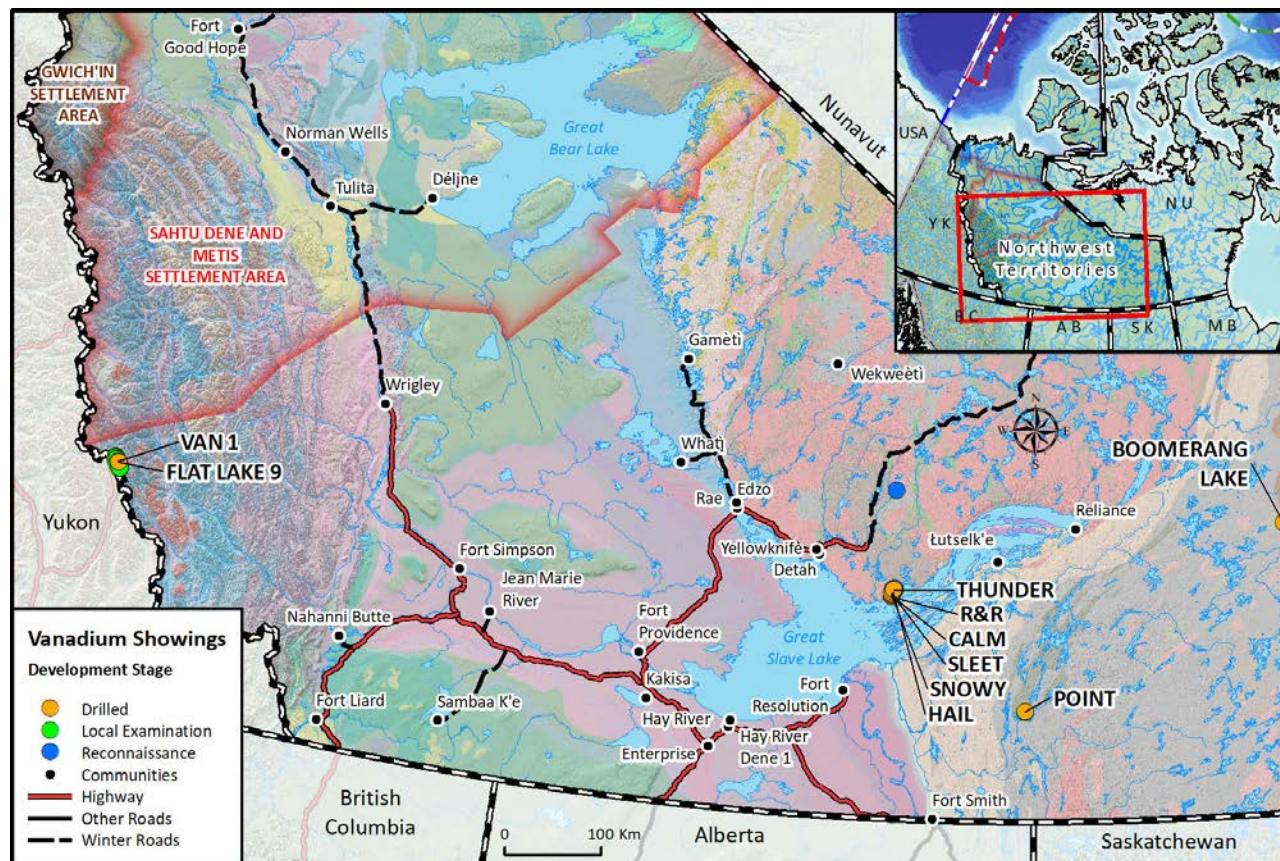 Fort
Good Hope
GWICH'IN
SETTLEMENT
AREA
Norman Wells
Great
Bear Lake
Nunavut
Tulita
Délįne
SAHTU DENE AND
METIS
SETTLEMENT AREA
USA
YK
NU
Northwest
Territories
BC
AB
SK
MB
Gamètì
Wekweètì
Wrigley
N
W
E
S
VAN 1
FLAT LAKE 9
Whatì
BOOMERANG
LAKE
Edzo
Rae
Yukon
Reliance
Yellowknife
Detah
Łutselk'e
Fort Simpson
Jean Marie
River
THUNDER
R&R
CALM
SLEET
SNOWY
HAIL
Nahanni Butte
Fort
Providence
Great
Slave Lake
POINT
Kakisa
Fort
Resolution
Fort Liard
Sambaa K'e
Hay River
Hay River
Dene 1
Enterprise
Fort Smith
British
Columbia
Alberta
Saskatchewan
0
100 Km
Vanadium Showings
Development Stage
Drilled
Local Examination
Reconnaissance
Communities
Highway
Other Roads
Winter Roads